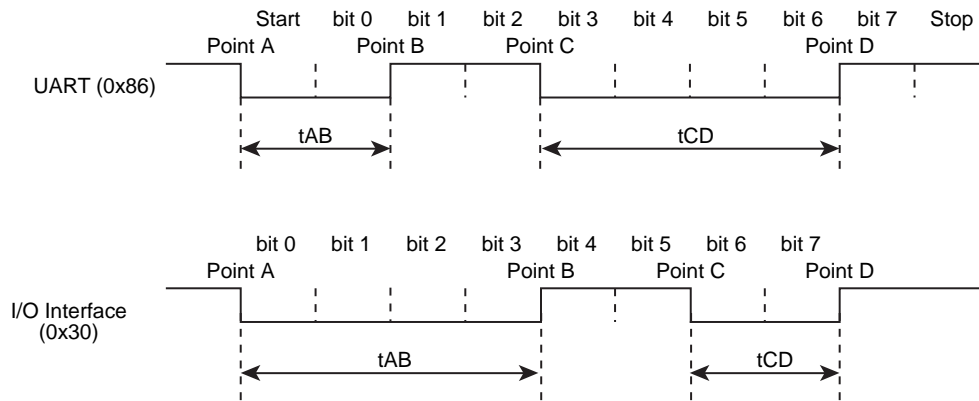 Start bit 0 bit 1 bit 2 bit 3 bit 4 bit 5 bit 6 bit 7 Stop
Point A Point B Point C Point D
UART (0x86)
tAB tCD
bit 0 bit 1 bit 2 bit 3 bit 4 bit 5 bit 6 bit 7
Point A Point B Point C Point D
I/O Interface
(0x30)
tAB tCD